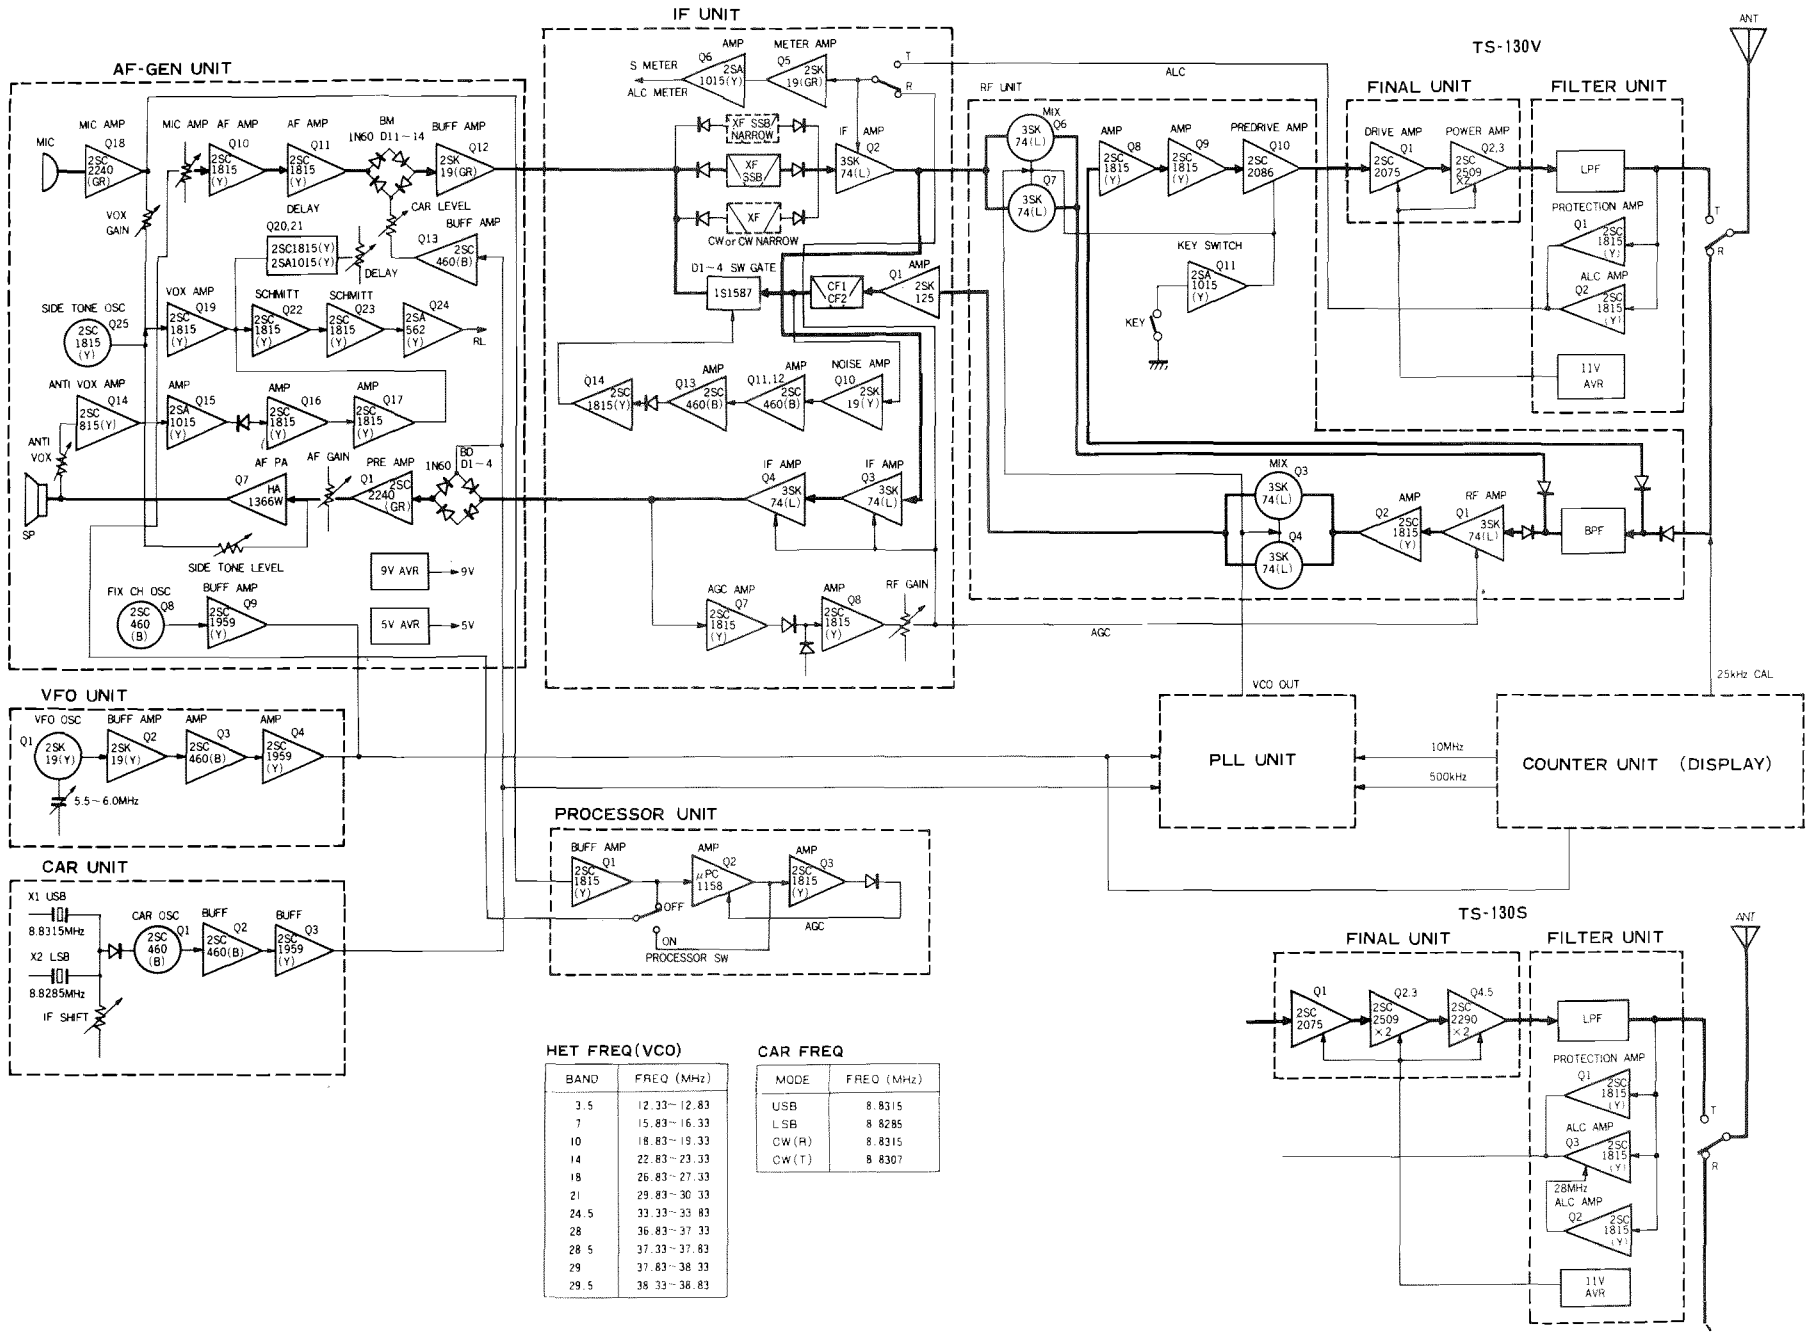 IF UNIT
TS-130V
ANT
AF-GEN UNIT
AMP
Q6
2SA
1015(Y)
METER AMP
Q5
2SK
19(GR)
S METER
ALC METER
T
R
ALC
RF UNIT
FINAL UNIT
FILTER UNIT
MIC
MIC AMP
Q18
2SC
2240
(GR)
MIC AMP
AF AMP
Q10
2SC
1815
(Y)
AF AMP
Q11
2SC
1815
(Y)
BM
1N60 D11~14
BUFF AMP
Q12
2SK
19(GR)
XF SSB
NARROW
XF
SSB
XF
CW or CW NARROW
IF
AMP
Q2
3SK
74(L)
MIX
Q6
3SK
74(L)
Q7
3SK
74(L)
AMP
Q8
2SC
1815
(Y)
AMP
Q9
2SC
1815
(Y)
PREDRIVE AMP
Q10
2SC
2086
DRIVE AMP
Q1
2SC
2075
POWER AMP
Q2,3
2SC
2509
×2
LPF
T
R
VOX
GAIN
DELAY
Q20,21
2SC1815(Y)
2SA1015(Y)
DELAY
CAR LEVEL
BUFF AMP
Q13
2SC
460(B)
PROTECTION AMP
Q1
2SC
1815
(Y)
ALC AMP
Q2
2SC
1815
(Y)
11V
AVR
KEY SWITCH
Q11
2SA
1015
(Y)
KEY
D1~4 SW GATE
1S1587
CF1
CF2
AMP
Q1
2SK
125
SIDE TONE OSC
2SC
1815
(Y)
Q25
VOX AMP
Q19
2SC
1815
(Y)
SCHMITT
Q22
2SC
1815
(Y)
SCHMITT
Q23
2SC
1815
(Y)
Q24
2SA
562
(Y)
RL
Q14
2SC
1815(Y)
Q13
2SC
460(B)
Q11,12
2SC
460(B)
NOISE AMP
Q10
2SK
19(Y)
ANTI VOX AMP
Q14
2SC
815(Y)
AMP
Q15
2SA
1015
(Y)
AMP
Q16
2SC
1815
(Y)
AMP
Q17
2SC
1815
(Y)
ANTI
VOX
SP
AF PA
Q7
HA
1366W
AF GAIN
PRE AMP
Q1
2SC
2240
(GR)
1N60
BD
D1~4
IF AMP
Q4
3SK
74(L)
IF AMP
Q3
3SK
74(L)
MIX
Q3
3SK
74(L)
Q4
3SK
74(L)
AMP
Q2
2SC
1815
(Y)
RF AMP
Q1
3SK
74(L)
BPF
SIDE TONE LEVEL
9V AVR
9V
5V AVR
5V
FIX CH OSC
Q8
2SC
460
(B)
BUFF AMP
Q9
2SC
1959
(Y)
AGC AMP
Q7
2SC
1815
(Y)
AMP
Q8
2SC
1815
(Y)
RF GAIN
AGC
VFO UNIT
VFO OSC
Q1
2SK
19(Y)
BUFF AMP
Q2
2SK
19(Y)
AMP
Q3
2SC
460(B)
AMP
Q4
2SC
1959
(Y)
5.5~6.0MHz
VCO OUT
25kHz CAL
PLL UNIT
10MHz
500kHz
COUNTER UNIT (DISPLAY)
CAR UNIT
X1 USB
8.8315MHz
X2 LSB
8.8285MHz
IF SHIFT
CAR OSC
Q1
2SC
460
(B)
BUFF
Q2
2SC
460(B)
BUFF
Q3
2SC
1959
(Y)
PROCESSOR UNIT
BUFF AMP
Q1
2SC
1815
(Y)
AMP
Q2
μPC
1158
AMP
Q3
2SC
1815
(Y)
OFF
ON
AGC
PROCESSOR SW
TS-130S
FINAL UNIT
FILTER UNIT
ANT
Q1
2SC
2075
Q2.3
2SC
2509
×2
Q4.5
2SC
2290
×2
LPF
PROTECTION AMP
Q1
2SC
1815
(Y)
ALC AMP
Q3
2SC
1815
(Y)
28MHz
ALC AMP
Q2
2SC
1815
(Y)
11V
AVR
T
R
HET FREQ(VCO)
BAND FREQ (MHz)
3.5 12.33~12.83
7 15.83~16.33
10 18.83~19.33
14 22.83~23.33
18 26.83~27.33
21 29.83~30 33
24.5 33.33~33 83
28 36.83~37 33
28 5 37.33~37.83
29 37.83~38 33
29.5 38 33~38.83
CAR FREQ
MODE FREQ (MHz)
USB 8.8315
LSB 8 8285
CW(R) 8.8315
CW(T) 8 8307